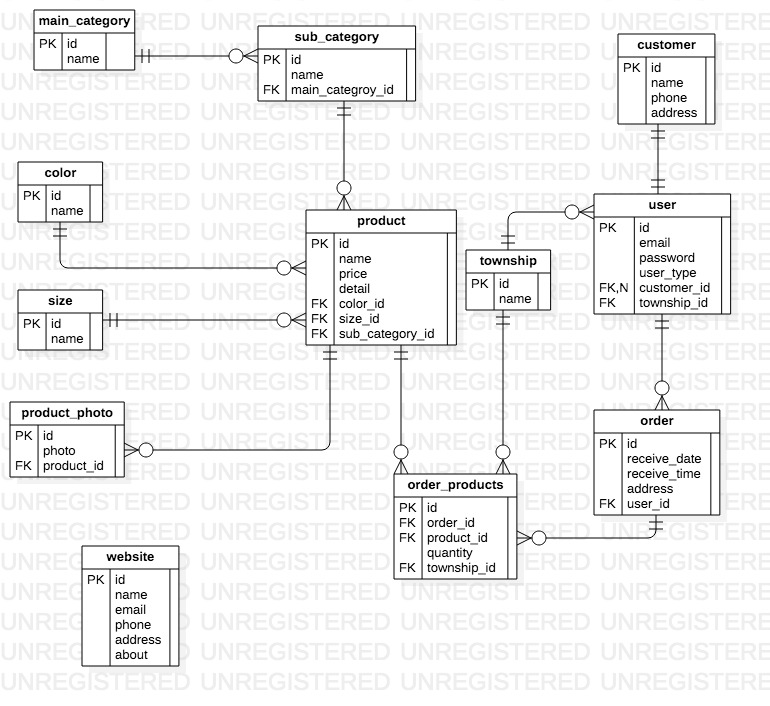 main_category
PK id
name
sub_category
PK id
name
FK main_categroy_id
customer
PK id
name
phone
address
color
PK id
name
product
PK id
name
price
detail
FK color_id
FK size_id
FK sub_category_id
user
PK id
email
password
user_type
FK,N customer_id
FK township_id
township
PK id
name
size
PK id
name
product_photo
PK id
photo
FK product_id
order
PK id
receive_date
receive_time
address
FK user_id
order_products
PK id
FK order_id
FK product_id
quantity
FK township_id
website
PK id
name
email
phone
address
about
UNREGISTERED